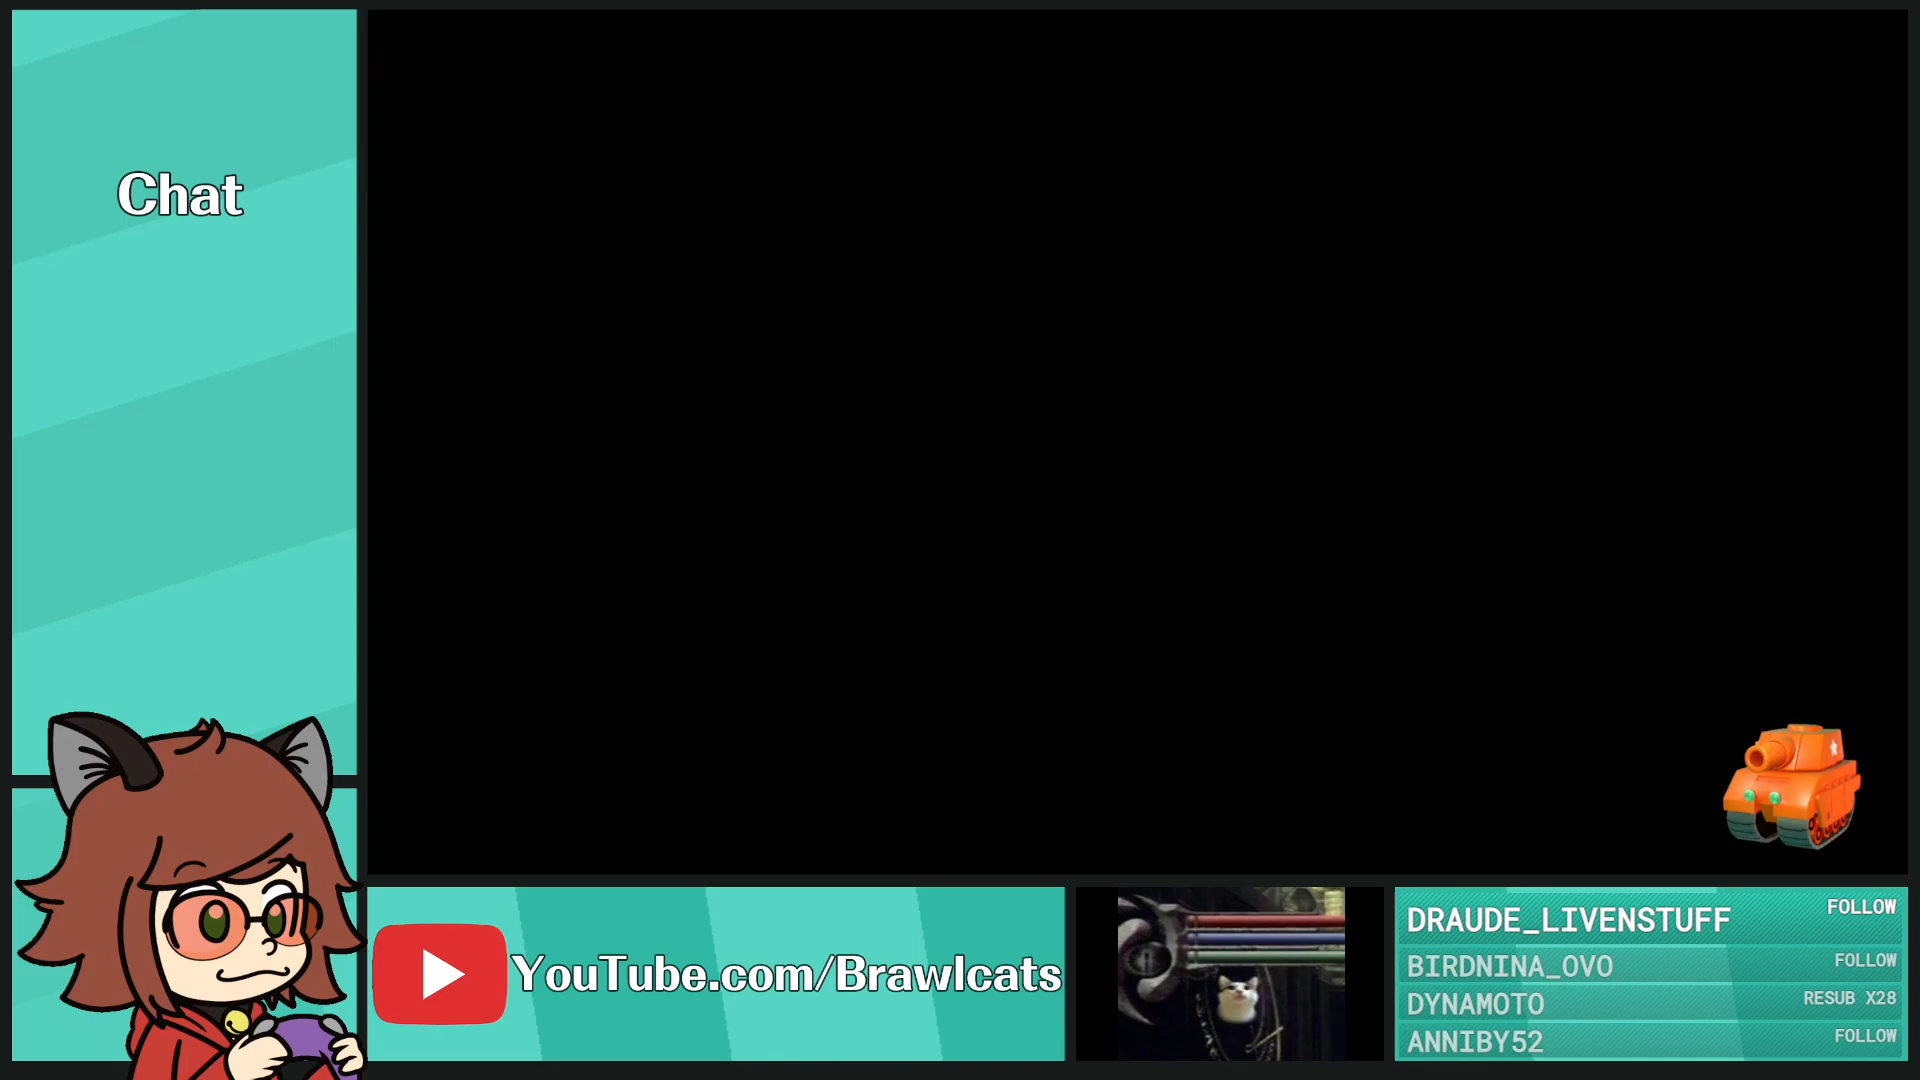 Chat
YouTube.com/Brawlcats
DRAUDE_LIVENSTUFF FOLLOW
BIRDNINA_OVO FOLLOW
DYNAMOTO RESUB X28
ANNIBY52 FOLLOW